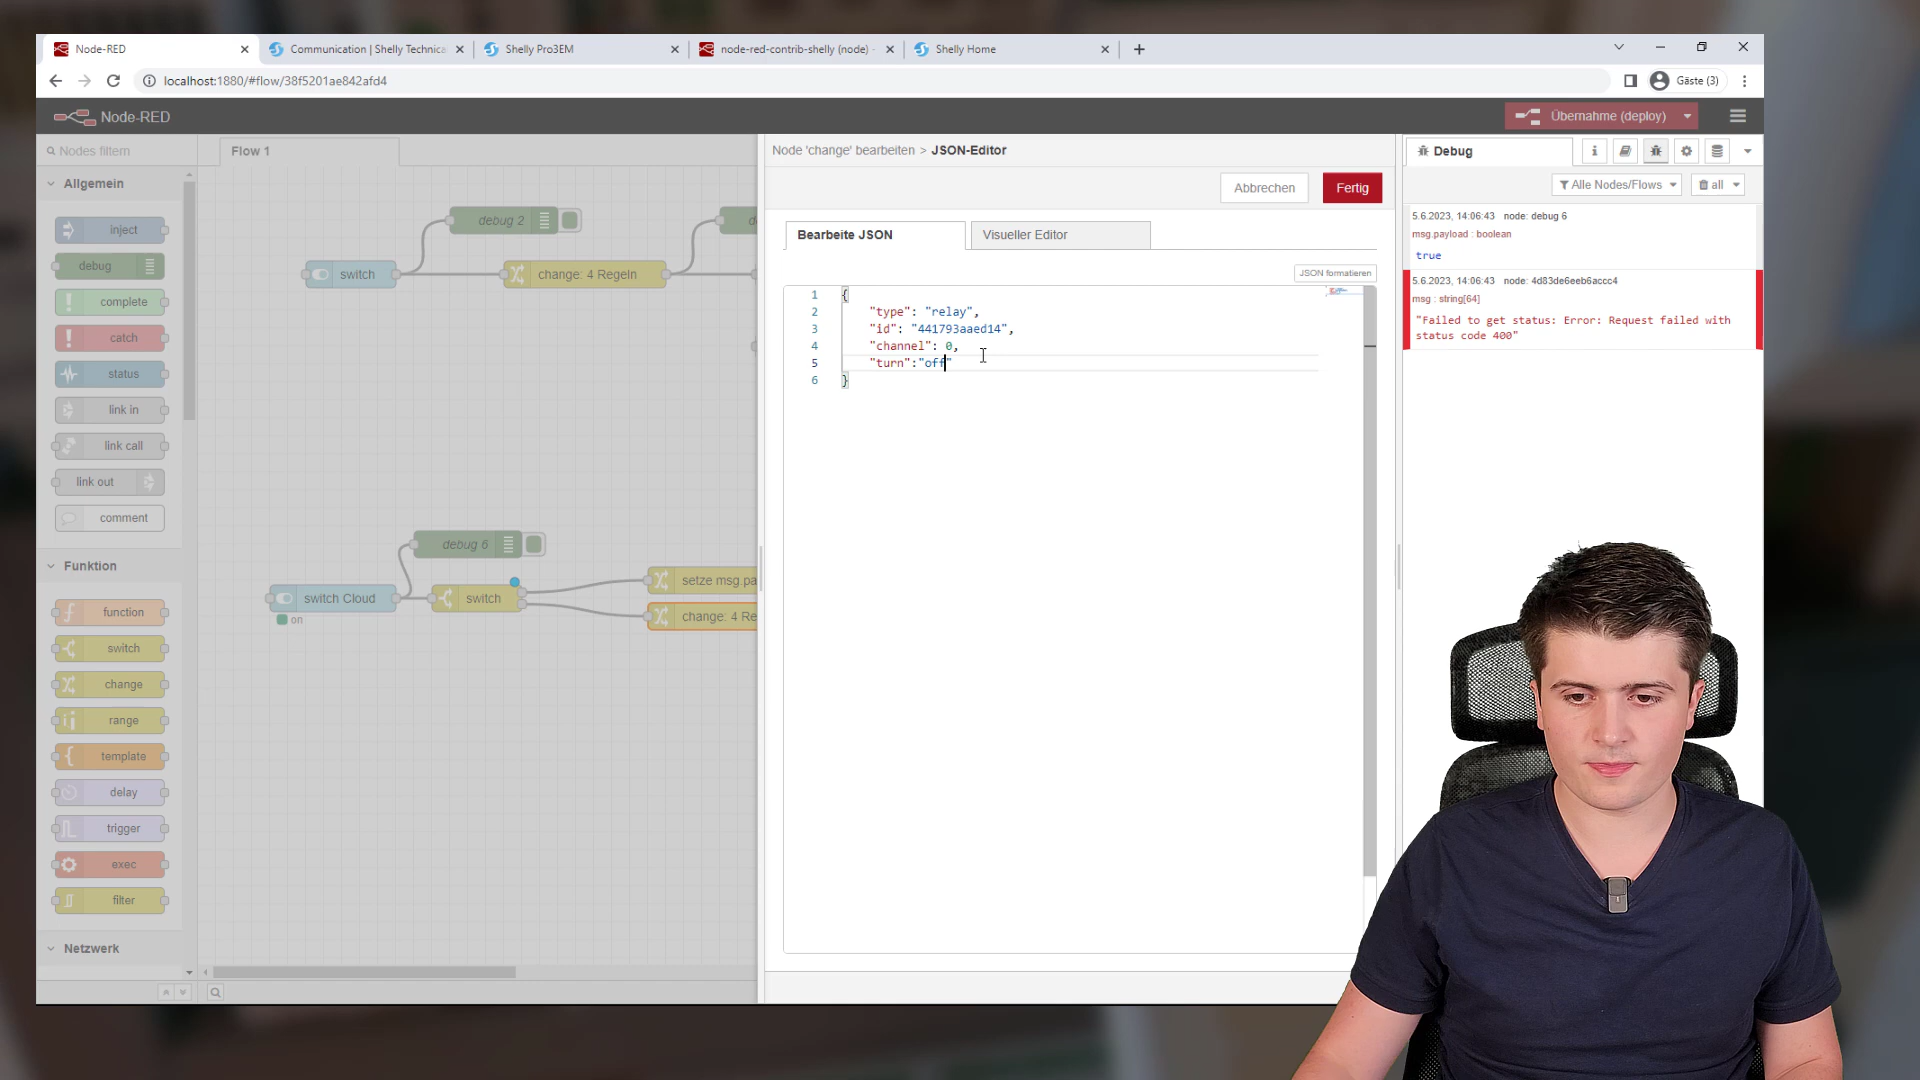 Node-RED
Communication | Shelly Technica
Shelly Pro3EM
node-red-contrib-shelly (node) -
Shelly Home
localhost:1880/#flow/38f5201ae842afd4
Gäste (3)
Node-RED
Übernahme (deploy)
Nodes filtern
Flow 1
Node 'change' bearbeiten > JSON-Editor
Debug
Allgemein
Abbrechen
Fertig
Alle Nodes/Flows
all
inject
debug
complete
catch
status
link in
link call
link out
comment
Funktion
function
switch
change
range
template
delay
trigger
exec
filter
Netzwerk
debug 2
switch
change: 4 Regeln
debug 6
switch Cloud
on
switch
setze msg.pa
change: 4 Re
Bearbeite JSON
Visueller Editor
JSON formatieren
1 {
2 "type": "relay",
3 "id": "441793aaed14",
4 "channel": 0,
5 "turn":"off"
6 }
5.6.2023, 14:06:43 node: debug 6
msg.payload : boolean
true
5.6.2023, 14:06:43 node: 4d83de6eeb6accc4
msg : string[64]
"Failed to get status: Error: Request failed with
status code 400"